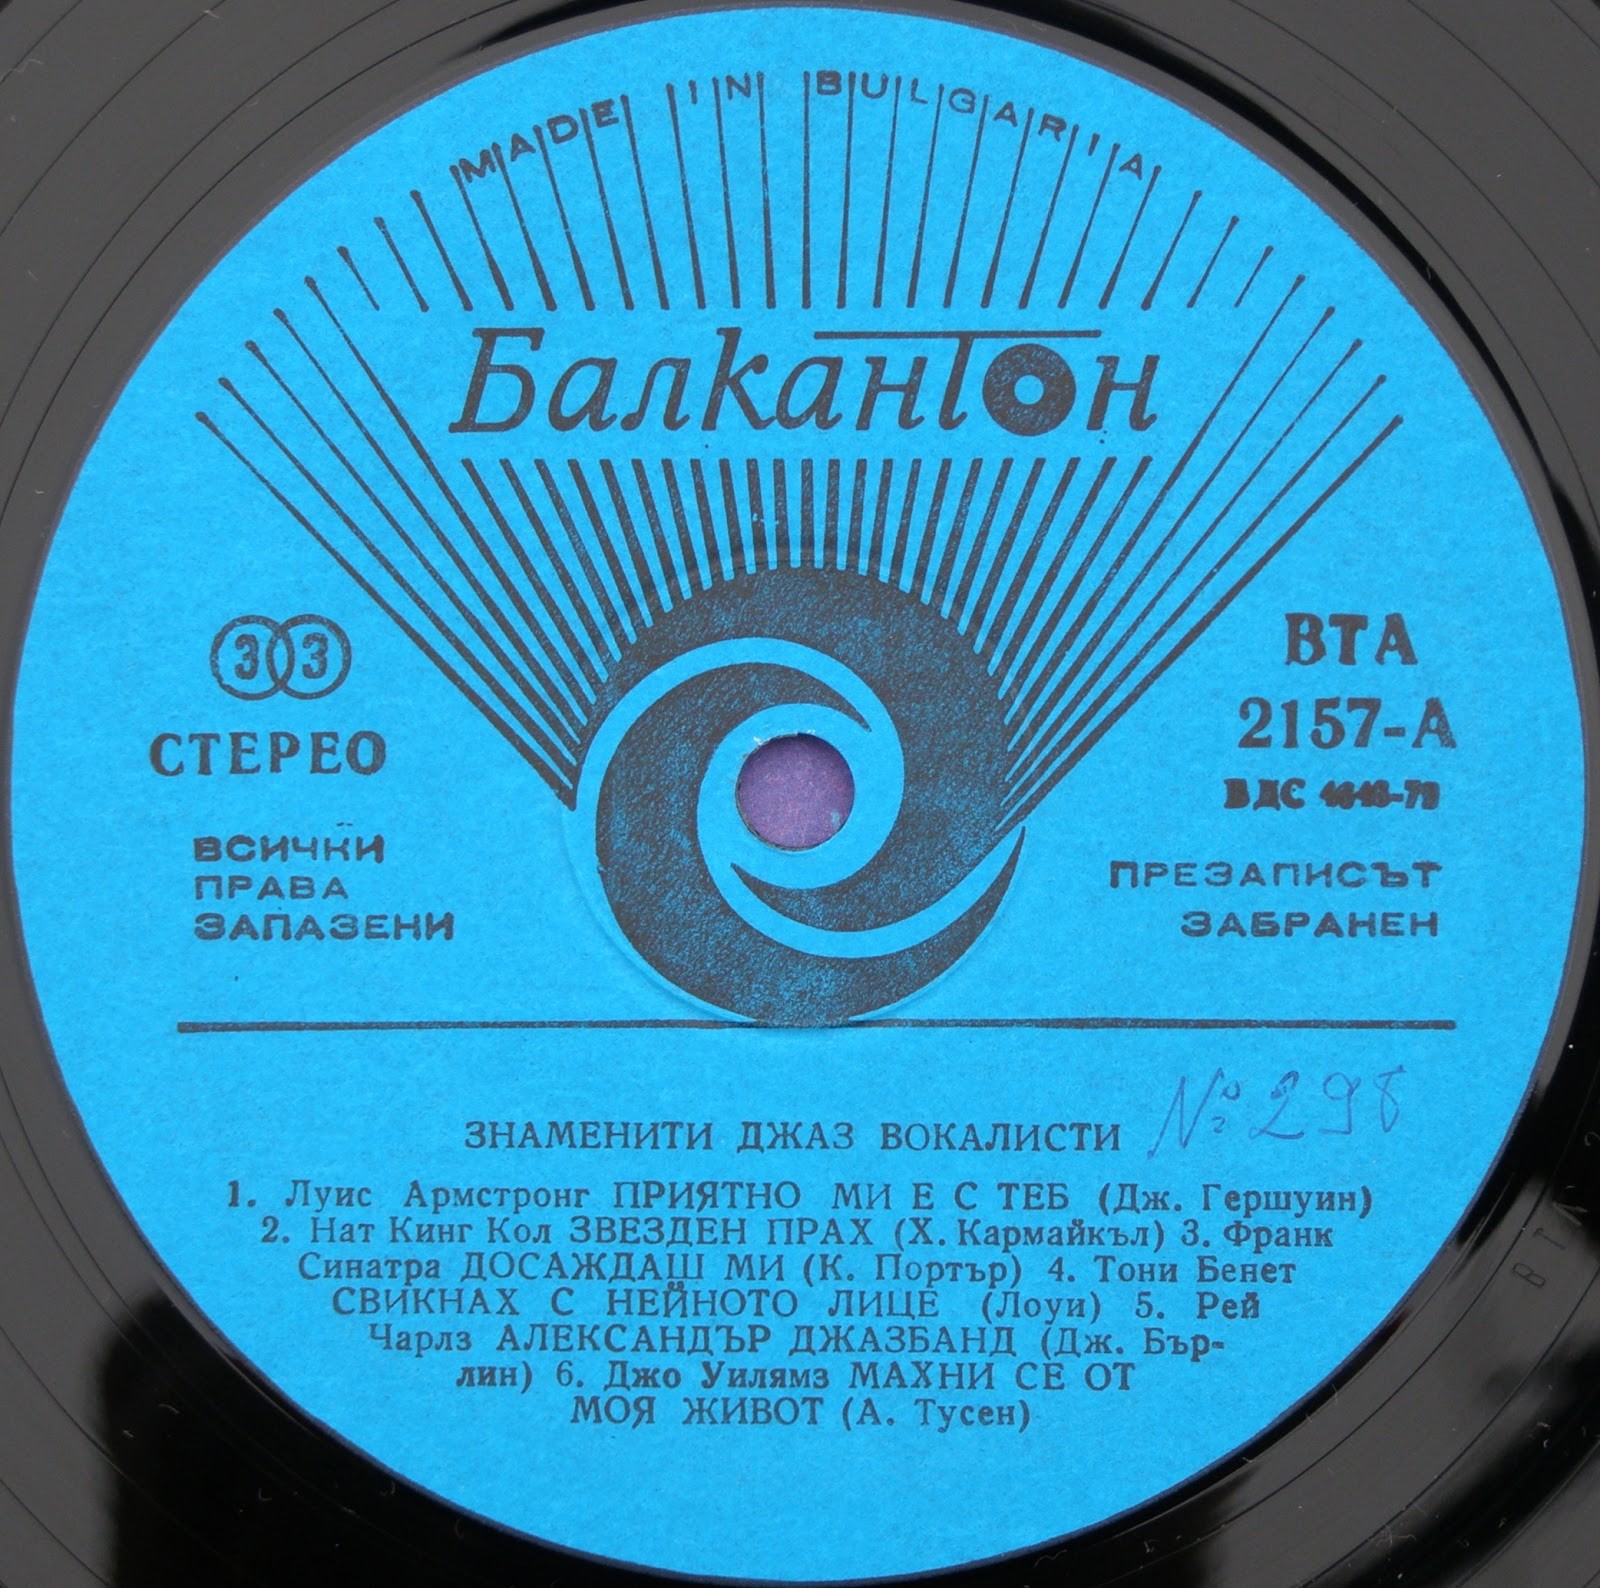 MADE IN BULGARIA
Балкантон
33
СТЕРЕО
ВСИЧКИ
ПРАВА
ЗАПАЗЕНИ
ВТА
2157-А
ВДС
ПРЕЗАПИСЪТ
ЗАБРАНЕН
№ 298
ЗНАМЕНИТИ ДЖАЗ ВОКАЛИСТИ
1. Луис Армстронг ПРИЯТНО МИ Е С ТЕБ (Дж. Гершуин)
2. Нат Кинг Кол ЗВЕЗДЕН ПРАХ (Х. Кармайкъл) 3. Франк
Синатра ДОСАЖДАШ МИ (К. Портър) 4. Тони Бенет
СВИКНАХ С НЕЙНОТО ЛИЦЕ (Лоуи) 5. Рей
Чарлз АЛЕКСАНДЪР ДЖАЗБАНД (Дж. Бър-
лин) 6. Джо Уилямз МАХНИ СЕ ОТ
МОЯ ЖИВОТ (А. Тусен)